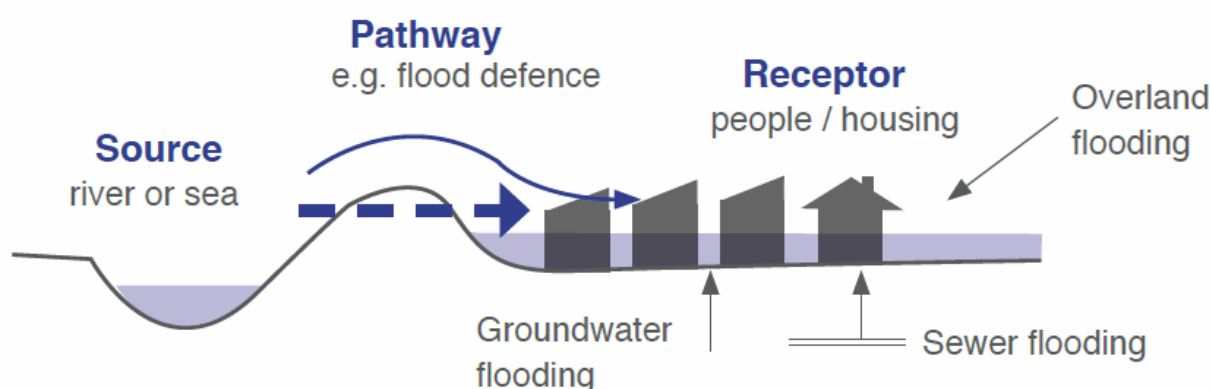 Pathway
e.g. flood defence
Receptor
people / housing
Overland
flooding
Source
river or sea
Groundwater
flooding
Sewer flooding